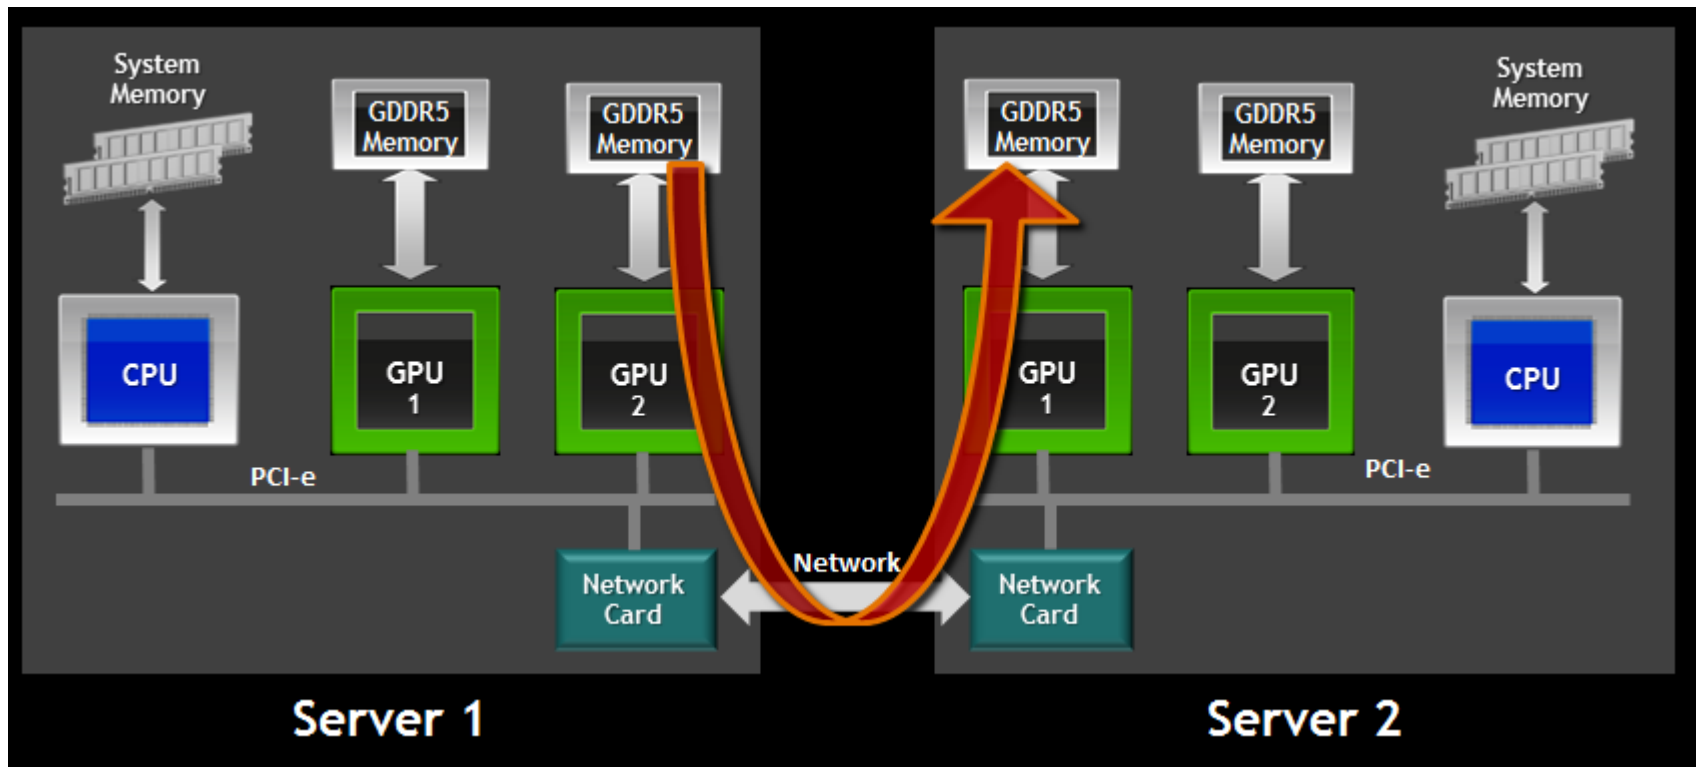 System
Memory
GDDR5
Memory
GDDR5
Memory
CPU
GPU
1
GPU
2
PCI-e
Network
Card
Server 1
Network
GDDR5
Memory
GDDR5
Memory
System
Memory
GPU
1
GPU
2
CPU
PCI-e
Network
Card
Server 2